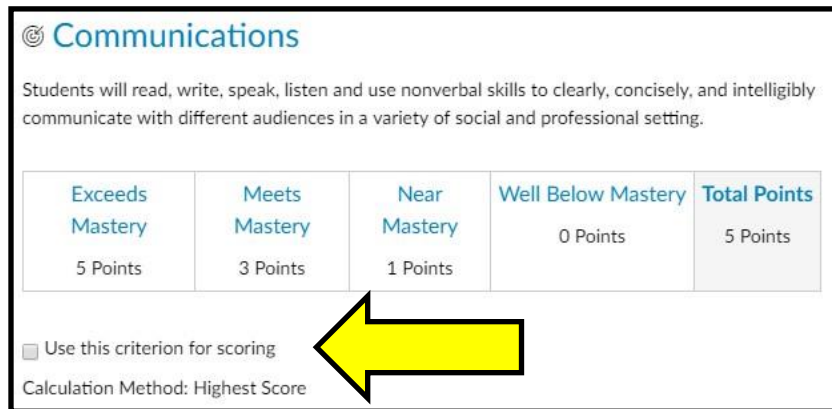 Communications
Students will read, write, speak, listen and use nonverbal skills to clearly, concisely, and intelligibly
communicate with different audiences in a variety of social and professional setting.
Exceeds Mastery
5 Points
Meets Mastery
3 Points
Near Mastery
1 Points
Well Below Mastery
0 Points
Total Points
5 Points
Use this criterion for scoring
Calculation Method: Highest Score